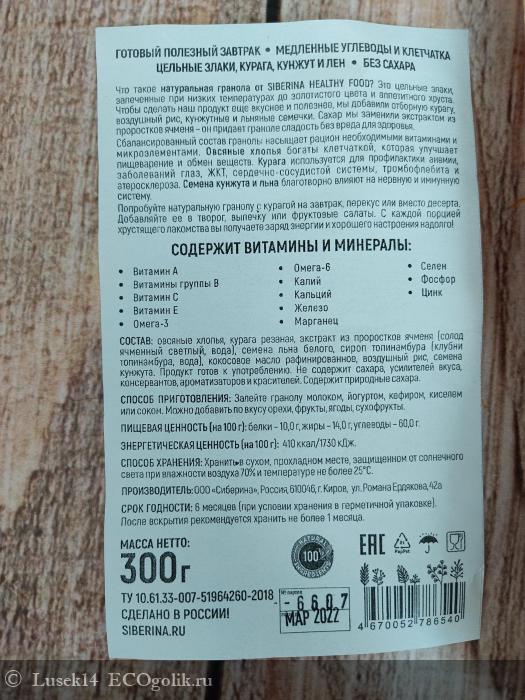 ГОТОВЫЙ ПОЛЕЗНЫЙ ЗАВТРАК • МЕДЛЕННЫЕ УГЛЕВОДЫ И КЛЕТЧАТКА
ЦЕЛЬНЫЕ ЗЛАКИ, КУРАГА, КУНЖУТ И ЛЕН • БЕЗ САХАРА
Что такое натуральная гранола от SIBERINA HEALTHY FOOD? Это цельные злаки,
запеченные при низких температурах до золотистого цвета и аппетитного хруста.
Чтобы сделать наш продукт еще вкуснее и полезнее, мы добавили отборную курагу,
воздушный рис, кунжутные и льняные семечки. Сахар мы заменили экстрактом из
проростков ячменя – он придает граноле сладость без вреда для здоровья.
Сбалансированный состав гранолы насыщает рацион необходимыми витаминами и
микроэлементами. Овсяные хлопья богаты клетчаткой, которая улучшает
пищеварение и обмен веществ. Курага используется для профилактики анемии,
заболеваний глаз, ЖКТ, сердечно-сосудистой системы, тромбофлебита и
атеросклероза. Семена кунжута и льна благотворно влияют на нервную и иммунную
систему.
Попробуйте натуральную гранолу с курагой на завтрак, перекус или вместо десерта.
Добавляйте ее в творог, выпечку или фруктовые салаты. С каждой порцией
хрустящего лакомства вы получаете заряд энергии и хорошего настроения надолго!
СОДЕРЖИТ ВИТАМИНЫ И МИНЕРАЛЫ:
• Витамин А
• Витамины группы В
• Витамин С
• Витамин Е
• Омега-3
• Омега-6
• Калий
• Кальций
• Железо
• Марганец
• Селен
• Фосфор
• Цинк
СОСТАВ: овсяные хлопья, курага резаная, экстракт из проростков ячменя (солод
ячменный светлый, вода), семена льна белого, сироп топинамбура (клубни
топинамбура, вода), кокосовое масло рафинированное, воздушный рис, семена
кунжута. Продукт готов к употреблению. Не содержит сахара, усилителей вкуса,
консервантов, ароматизаторов и красителей. Содержит природные сахара.
СПОСОБ ПРИГОТОВЛЕНИЯ: Залейте гранолу молоком, йогуртом, кефиром, киселем
или соком. Можно добавить по вкусу орехи, фрукты, ягоды, сухофрукты.
ПИЩЕВАЯ ЦЕННОСТЬ (на 100 г): белки – 10,0 г, жиры – 14,0 г, углеводы – 60,0 г.
ЭНЕРГЕТИЧЕСКАЯ ЦЕННОСТЬ (на 100 г): 410 ккал/1730 кДж.
СПОСОБ ХРАНЕНИЯ: Хранить в сухом, прохладном месте, защищенном от солнечного
света при влажности воздуха 70% и температуре не более 25°С.
ПРОИЗВОДИТЕЛЬ: ООО «Сиберина», Россия, 610046, г. Киров, ул. Романа Ердякова, 42а
СРОК ГОДНОСТИ: 6 месяцев (при условии хранения в герметичной упаковке).
После вскрытия рекомендуется хранить не более 1 месяца.
МАССА НЕТТО:
300г
ТУ 10.61.33-007-51964260-2018
СДЕЛАНО В РОССИИ!
SIBERINA.RU
NATURAL
100%
INGREDIENTS
EAC
PapPet
№ партии
- 6607
МАР 2022
4 670052 786540
Lusek14 ECOgolik.ru